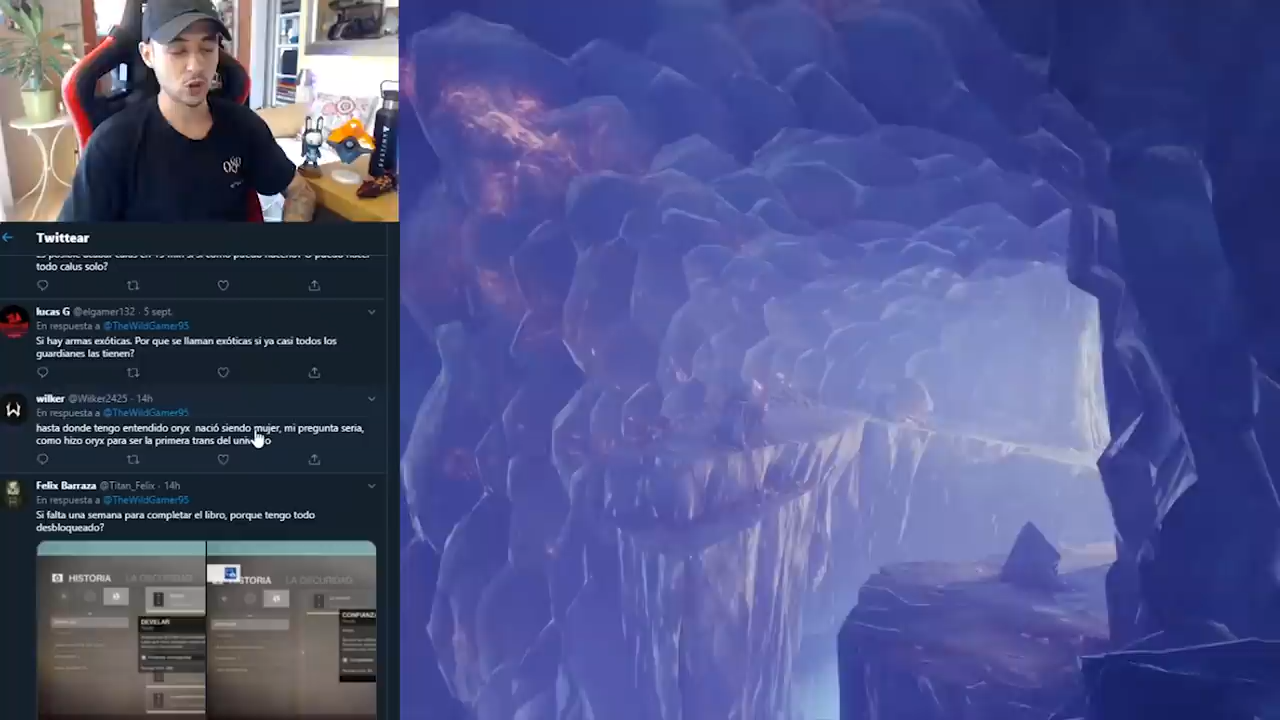 Twittear
todo calus solo?
lucas G @elgamer132 · 5 sept.
En respuesta a @TheWildGamer95
Si hay armas exóticas. Por que se llaman exóticas si ya casi todos los
guardianes las tienen?
wilker @Wilker2425 · 14h
En respuesta a @TheWildGamer95
hasta donde tengo entendido oryx nació siendo mujer, mi pregunta seria,
como hizo oryx para ser la primera trans del
Felix Barraza @Titan_Felix · 14h
En respuesta a @TheWildGamer95
Si falta una semana para completar el libro, porque tengo todo
desbloqueado?
HISTORIA LA OSCURIDAD
LA OSCURIDAD
DEVELAR